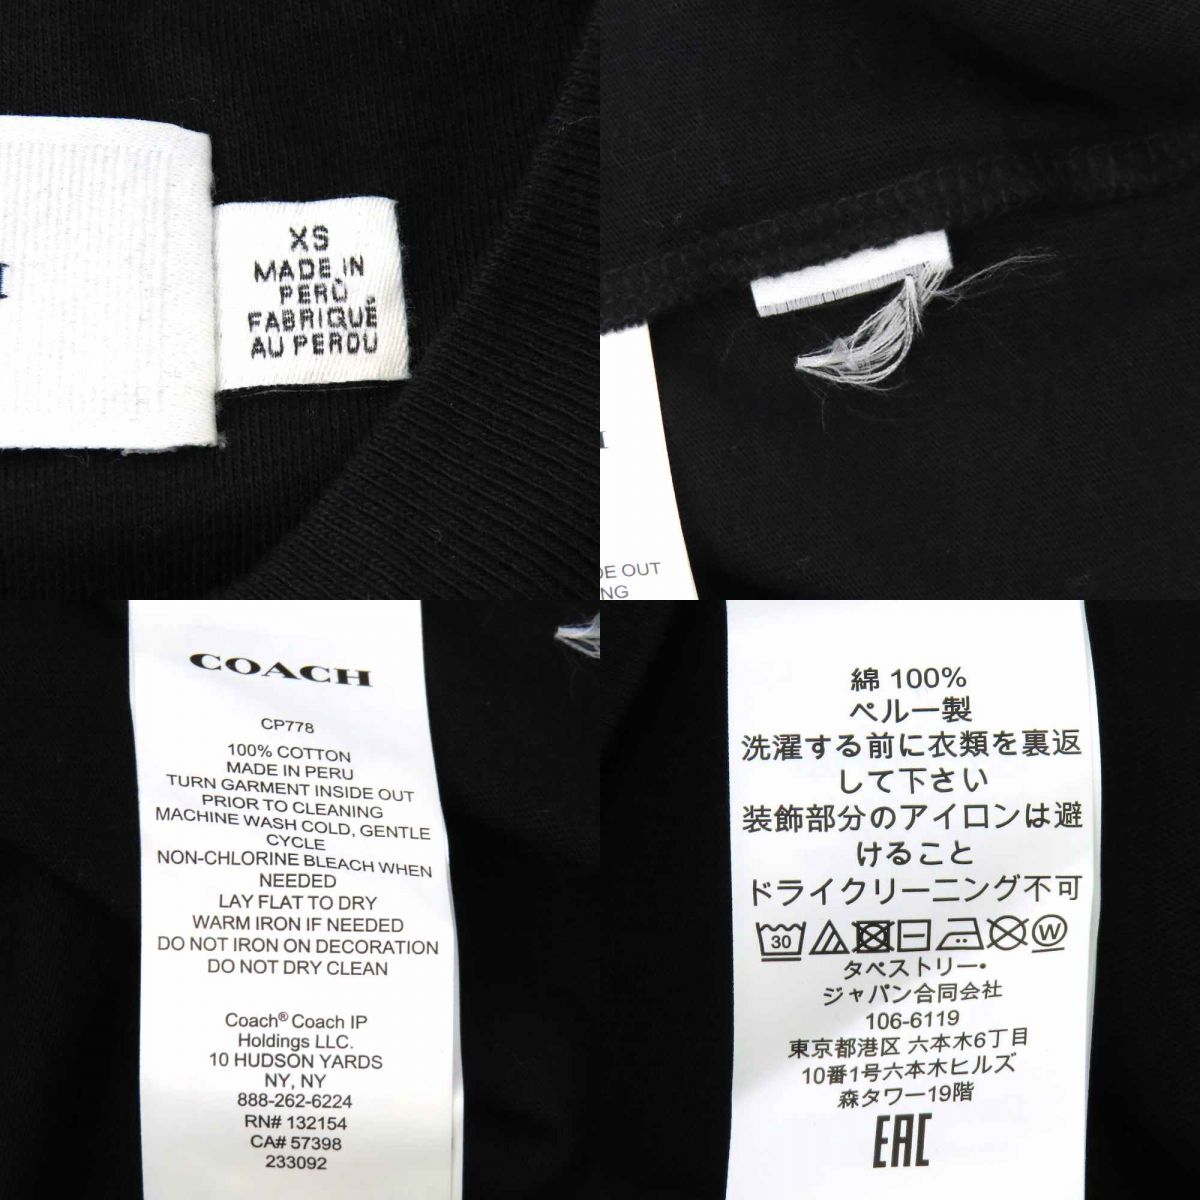 XS
MADE IN
PERÙ
FABRIQUÉ
AU PEROU
DE OUT
NG
COACH
CP778
100% COTTON
MADE IN PERU
TURN GARMENT INSIDE OUT
PRIOR TO CLEANING
MACHINE WASH COLD, GENTLE
CYCLE
NON-CHLORINE BLEACH WHEN
NEEDED
LAY FLAT TO DRY
WARM IRON IF NEEDED
DO NOT IRON ON DECORATION
DO NOT DRY CLEAN
Coach® Coach IP
Holdings LLC.
10 HUDSON YARDS
NY, NY
888-262-6224
RN# 132154
CA# 57398
233092
綿 100%
ペルー製
洗濯する前に衣類を裏返
して下さい
装飾部分のアイロンは避
けること
ドライクリーニング不可
30
W
タペストリー・
ジャパン合同会社
106-6119
東京都港区 六本木6丁目
10番1号六本木ヒルズ
森タワー19階
EAC